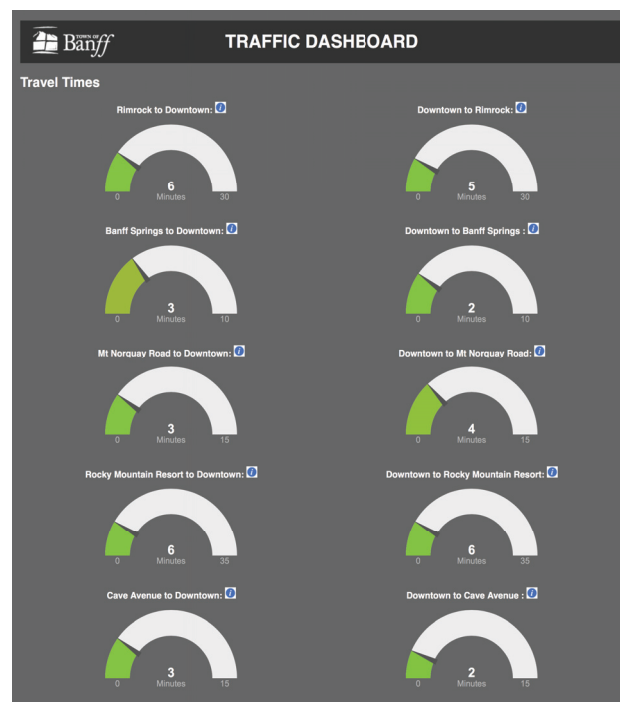 TOWN OF
Banff
TRAFFIC DASHBOARD
Travel Times
Rimrock to Downtown: i
6
0 Minutes 30
Downtown to Rimrock: i
5
0 Minutes 30
Banff Springs to Downtown: i
3
0 Minutes 10
Downtown to Banff Springs : i
2
0 Minutes 10
Mt Norquay Road to Downtown: i
3
0 Minutes 15
Downtown to Mt Norquay Road: i
4
0 Minutes 15
Rocky Mountain Resort to Downtown: i
6
0 Minutes 35
Downtown to Rocky Mountain Resort: i
6
0 Minutes 35
Cave Avenue to Downtown: i
3
0 Minutes 15
Downtown to Cave Avenue : i
2
0 Minutes 15